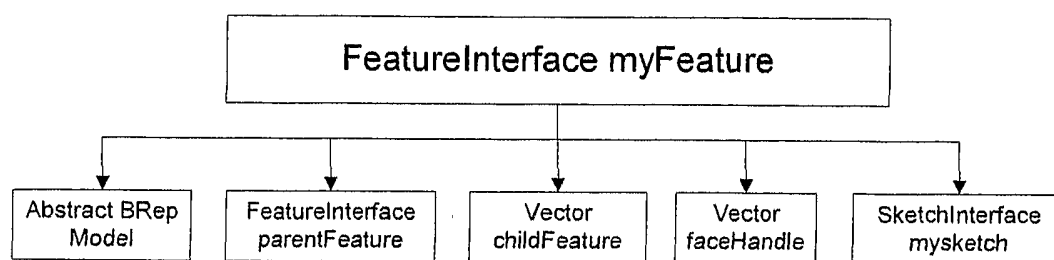 FeatureInterface myFeature
Abstract BRep
Model
FeatureInterface
parentFeature
Vector
childFeature
Vector
faceHandle
SketchInterface
mysketch